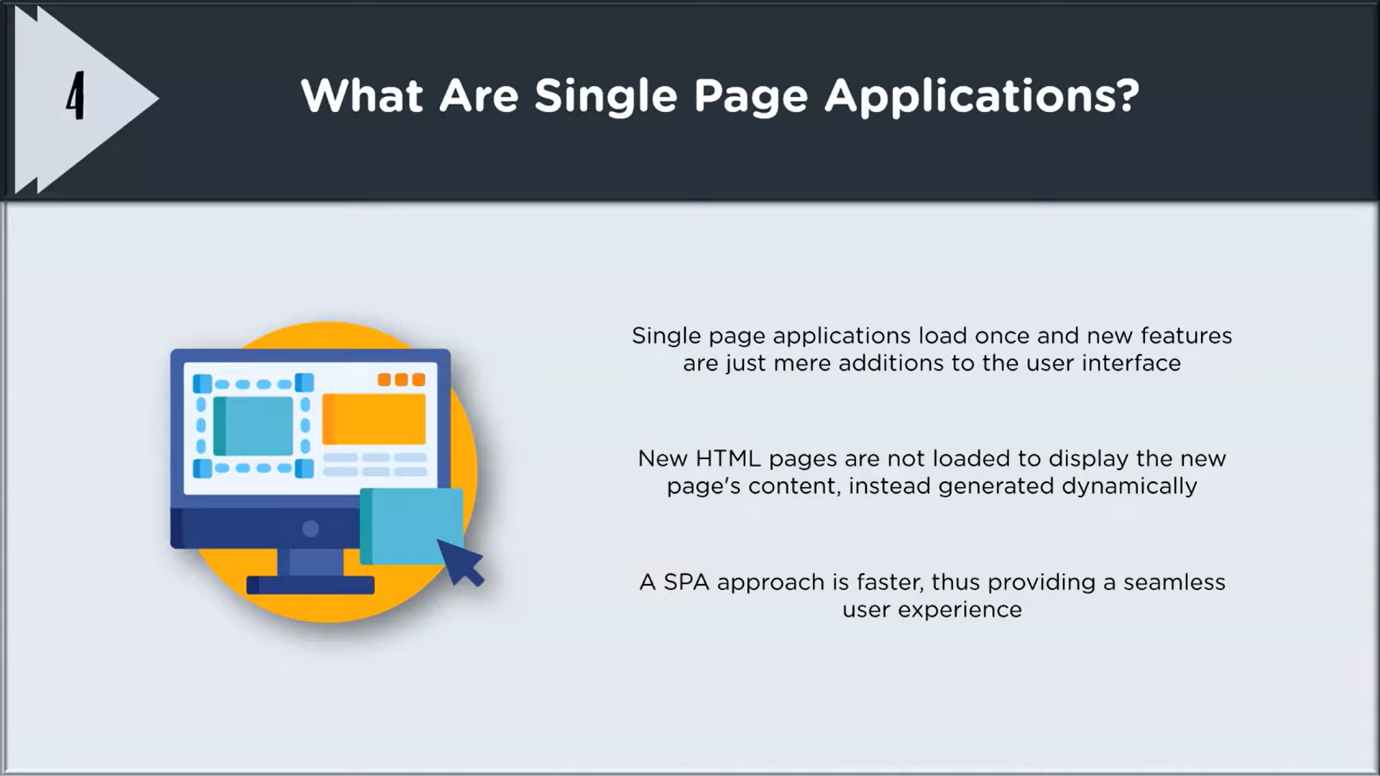 4
What Are Single Page Applications?
Single page applications load once and new features
are just mere additions to the user interface
New HTML pages are not loaded to display the new
page's content, instead generated dynamically
A SPA approach is faster, thus providing a seamless
user experience